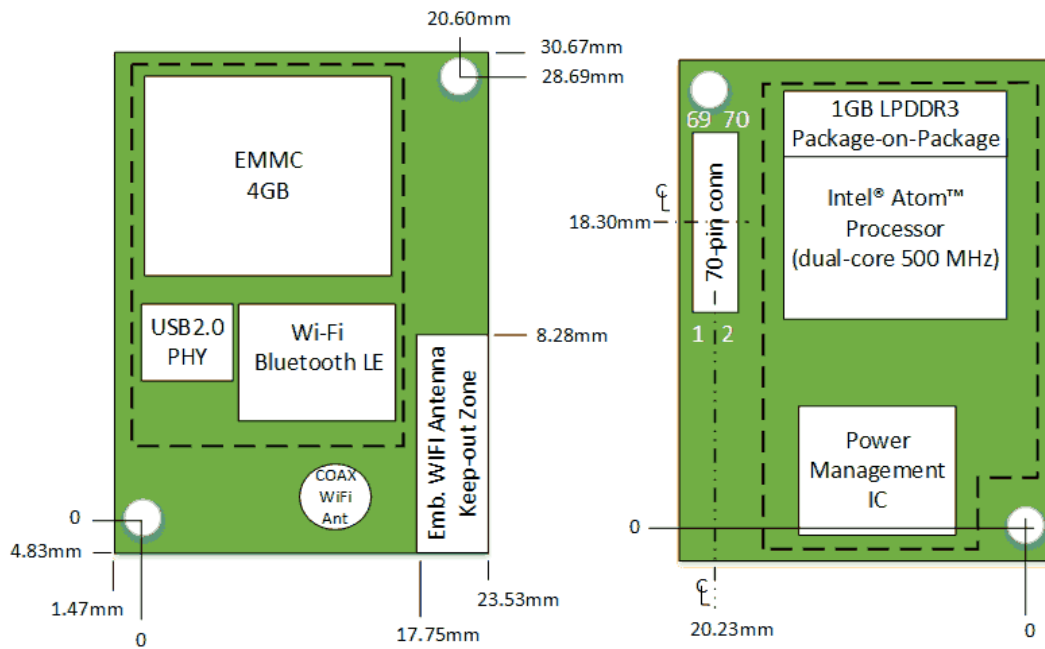 20.60mm
30.67mm
28.69mm
EMMC
4GB
USB2.0
PHY
Wi-Fi
Bluetooth LE
8.28mm
Emb. WIFI Antenna
Keep-out Zone
COAX
WiFi
Ant
0
4.83mm
1.47mm
0
17.75mm
23.53mm
69 70
1GB LPDDR3
Package-on-Package
Intel® Atom™
Processor
(dual-core 500 MHz)
70-pin conn
℄
18.30mm
1 2
Power
Management
IC
0
℄
20.23mm
0